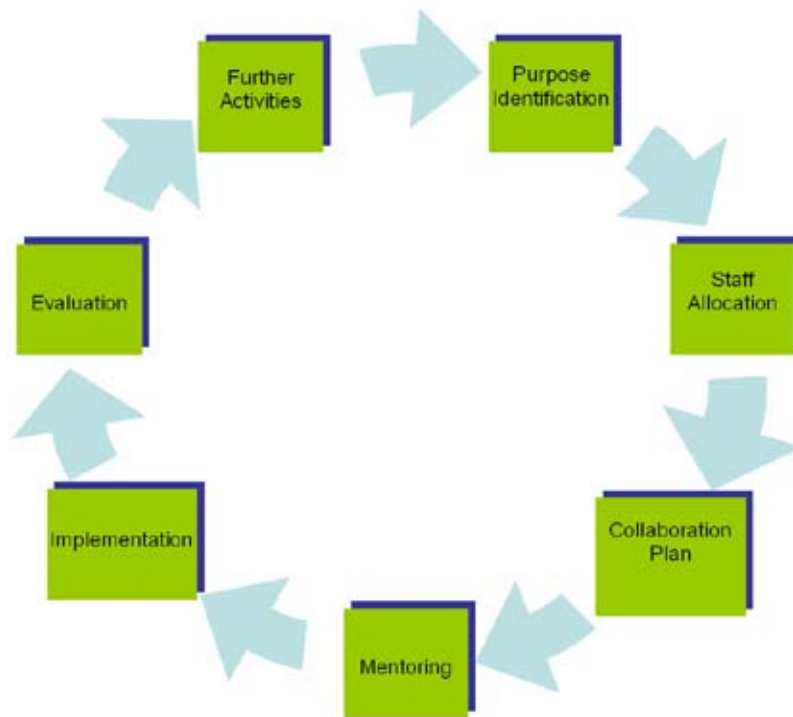 Further
Activities
Purpose
Identification
Staff
Allocation
Collaboration
Plan
Mentoring
Implementation
Evaluation